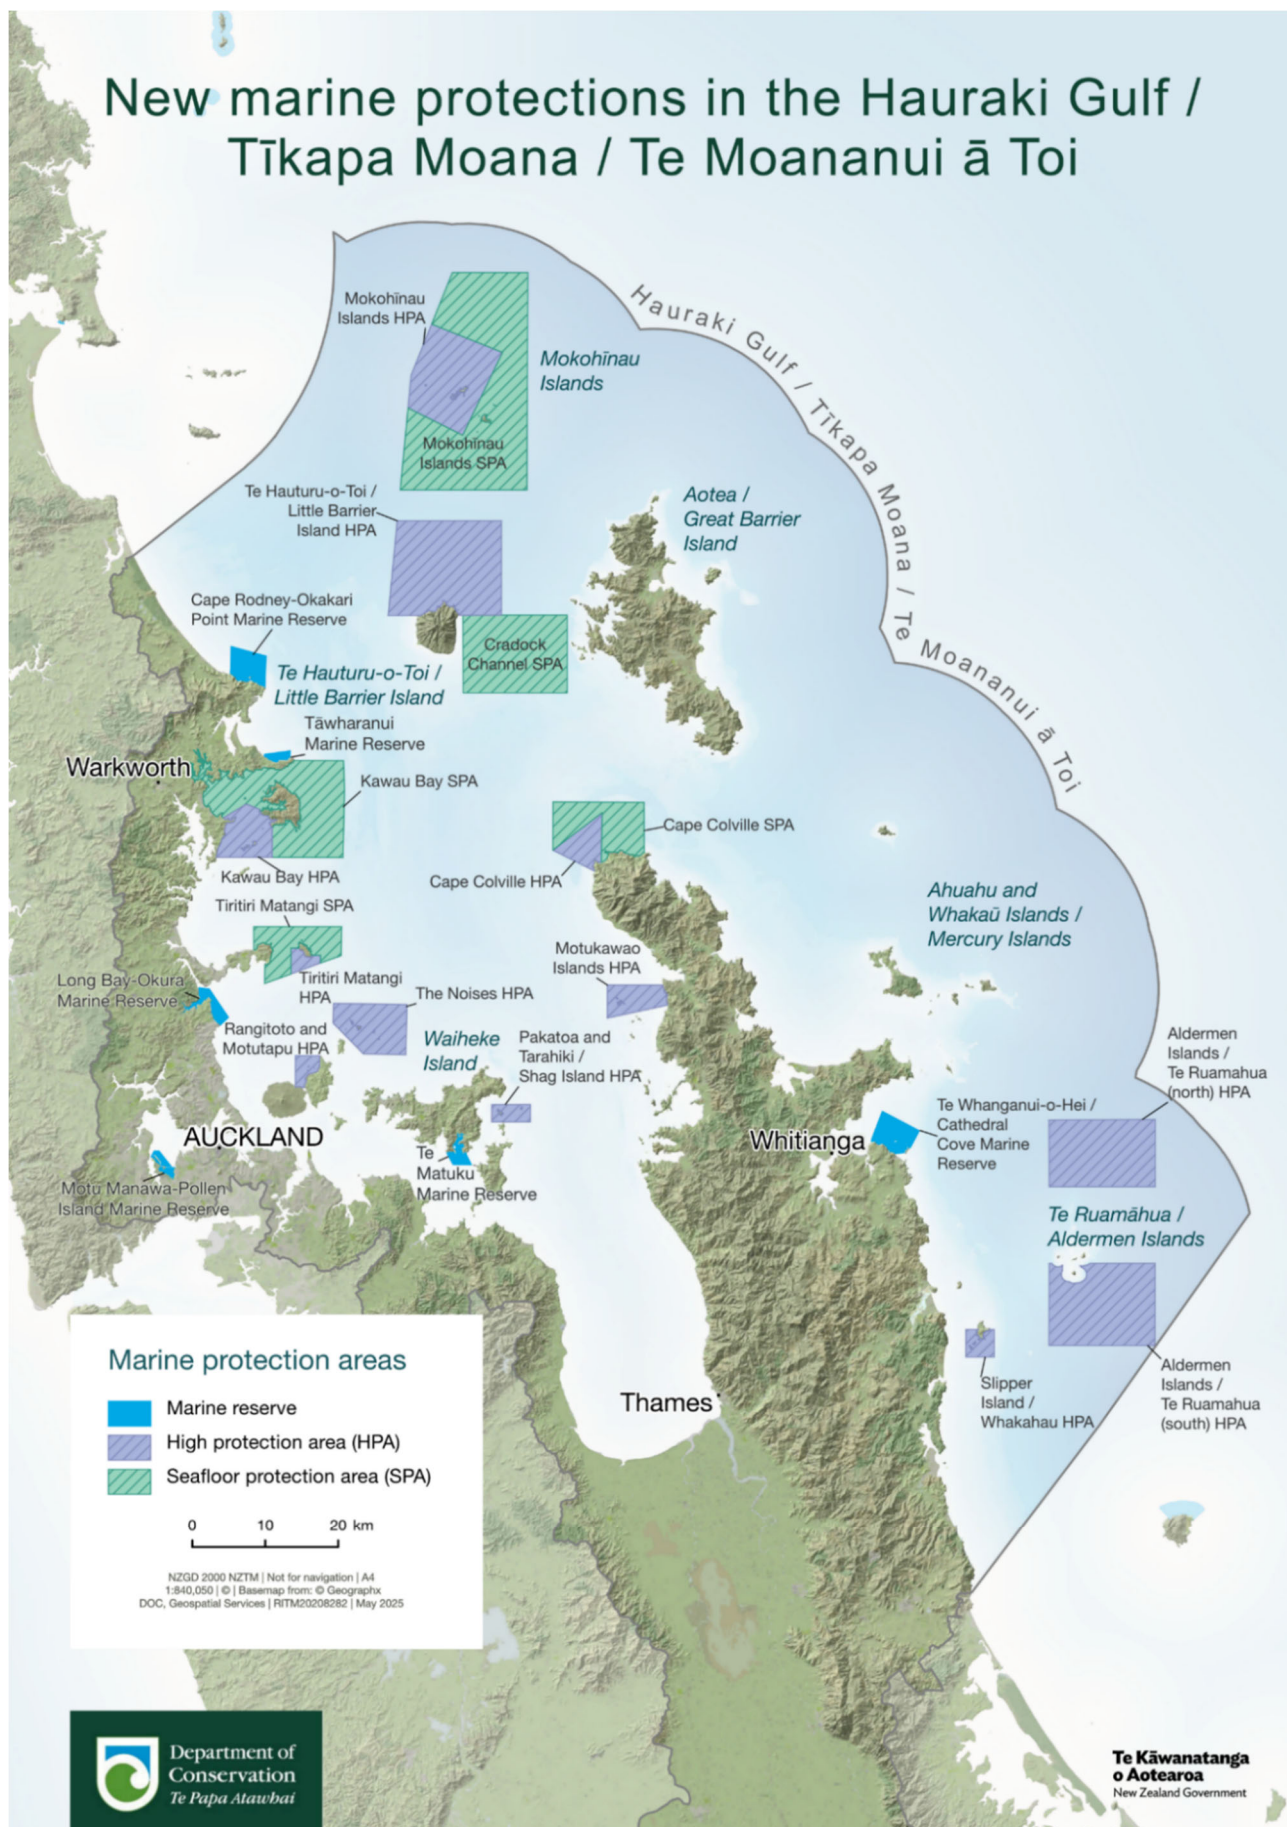 New marine protections in the Hauraki Gulf /
Tīkapa Moana / Te Moananui ā Toi
Hauraki Gulf / Tīkapa Moana / Te Moananui ā Toi
Mokohīnau
Islands HPA
Mokohīnau
Islands
Mokohīnau
Islands SPA
Te Hauturu-o-Toi /
Little Barrier
Island HPA
Aotea /
Great Barrier
Island
Cape Rodney-Okakari
Point Marine Reserve
Cradock
Channel SPA
Te Hauturu-o-Toi /
Little Barrier Island
Tāwharanui
Marine Reserve
Warkworth
Kawau Bay SPA
Cape Colville SPA
Kawau Bay HPA
Cape Colville HPA
Ahuahu and
Whakaū Islands /
Mercury Islands
Tiritiri Matangi SPA
Motukawao
Islands HPA
Long Bay-Okura
Marine Reserve
Tiritiri Matangi
HPA
The Noises HPA
Rangitoto and
Motutapu HPA
Waiheke
Island
Pakatoa and
Tarahiki /
Shag Island HPA
Aldermen
Islands /
Te Ruamahua
(north) HPA
Te Whanganui-o-Hei /
Cathedral
Cove Marine
Reserve
AUCKLAND
Whitianga
Te
Matuku
Marine Reserve
Motu Manawa-Pollen
Island Marine Reserve
Te Ruamāhua /
Aldermen Islands
Slipper
Island /
Whakahau HPA
Aldermen
Islands /
Te Ruamahua
(south) HPA
Thames
Marine protection areas
Marine reserve
High protection area (HPA)
Seafloor protection area (SPA)
0 10 20 km
NZGD 2000 NZTM | Not for navigation | A4
1:840,050 | © | Basemap from: © Geographx
DOC, Geospatial Services | RITM20208282 | May 2025
Department of
Conservation
Te Papa Atawhai
Te Kāwanatanga
o Aotearoa
New Zealand Government